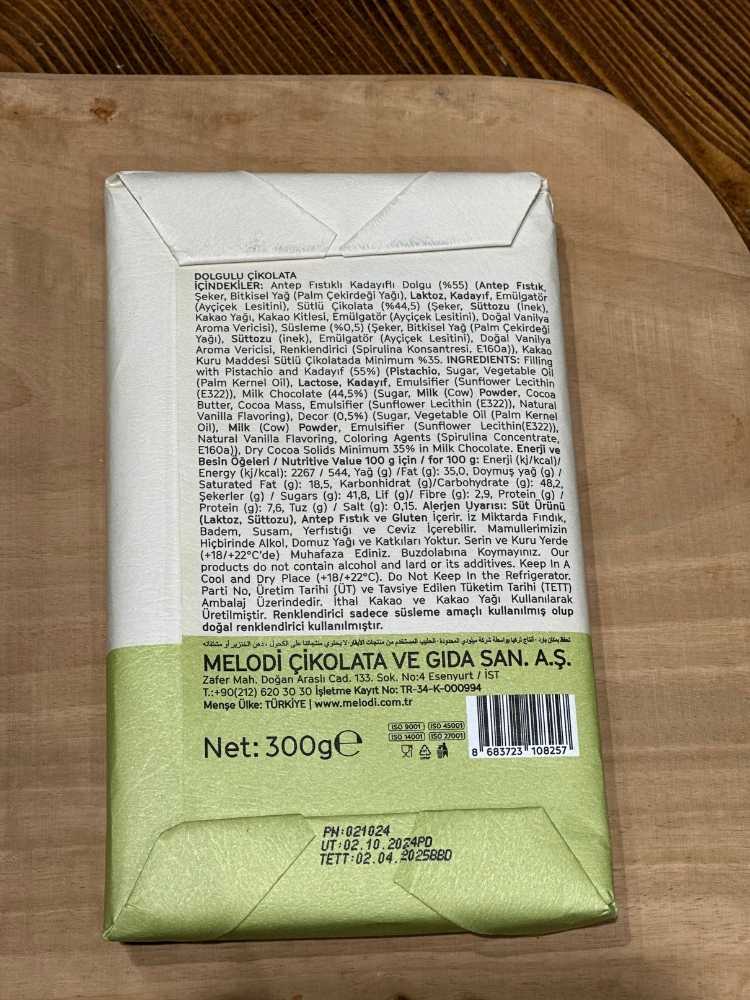 DOLGULU ÇİKOLATA
İÇİNDEKİLER: Antep Fıstıklı Kadayıflı Dolgu (%55) (Antep Fıstık,
Şeker, Bitkisel Yağ (Palm Çekirdeği Yağı), Laktoz, Kadayıf, Emülgatör
(Ayçiçek Lesitini), Sütlü Çikolata (%44,5) (Şeker, Süttozu (İnek),
Kakao Yağı, Kakao Kitlesi, Emülgatör (Ayçiçek Lesitini), Doğal Vanilya
Aroma Vericisi), Süsleme (%0,5) (Şeker, Bitkisel Yağ (Palm Çekirdeği
Yağı), Süttozu (inek), Emülgatör (Ayçiçek Lesitini), Doğal Vanilya
Aroma Vericisi, Renklendirici (Spirulina Konsantresi, E160a)), Kakao
Kuru Maddesi Sütlü Çikolatada Minimum %35. INGREDIENTS: Filling
with Pistachio and Kadayıf (55%) (Pistachio, Sugar, Vegetable Oil
(Palm Kernel Oil), Lactose, Kadayıf, Emulsifier (Sunflower Lecithin
(E322)), Milk Chocolate (44,5%) (Sugar, Milk (Cow) Powder, Cocoa
Butter, Cocoa Mass, Emulsifier (Sunflower Lecithin (E322)), Natural
Vanilla Flavoring), Decor (0,5%) (Sugar, Vegetable Oil (Palm Kernel
Oil), Milk (Cow) Powder, Emulsifier (Sunflower Lecithin(E322)),
Natural Vanilla Flavoring, Coloring Agents (Spirulina Concentrate,
E160a)), Dry Cocoa Solids Minimum 35% in Milk Chocolate. Enerji ve
Besin Öğeleri / Nutritive Value 100 g için / for 100 g: Enerji (kj/kcal)/
Energy (kj/kcal): 2267 / 544, Yağ (g) /Fat (g): 35,0, Doymuş yağ (g) /
Saturated Fat (g): 18,5, Karbonhidrat (g)/Carbohydrate (g): 48,2,
Şekerler (g) / Sugars (g): 41,8, Lif (g)/ Fibre (g): 2,9, Protein (g) /
Protein (g): 7,6, Tuz (g) / Salt (g): 0,15. Alerjen Uyarısı: Süt Ürünü
(Laktoz, Süttozu), Antep Fıstık ve Gluten İçerir. İz Miktarda Fındık,
Badem, Susam, Yerfıstığı ve Ceviz İçerebilir. Mamullerimizin
Hiçbirinde Alkol, Domuz Yağı ve Katkıları Yoktur. Serin ve Kuru Yerde
(+18/+22°C'de) Muhafaza Ediniz. Buzdolabına Koymayınız. Our
products do not contain alcohol and lard or its additives. Keep In A
Cool and Dry Place (+18/+22°C). Do Not Keep In the Refrigerator.
Parti No, Üretim Tarihi (ÜT) ve Tavsiye Edilen Tüketim Tarihi (TETT)
Ambalaj Üzerindedir. İthal Kakao ve Kakao Yağı Kullanılarak
Üretilmiştir. Renklendirici sadece süsleme amaçlı kullanılmış olup
doğal renklendirici kullanılmıştır.
لا يحتوي منتجاتنا على الكحول ، دهن الخنزير أو مشتقاته
MELODİ ÇİKOLATA VE GIDA SAN. A.Ş.
Zafer Mah. Doğan Araslı Cad. 133. Sok. No:4 Esenyurt / İST
T.:+90(212) 620 30 30 İşletme Kayıt No: TR-34-K-000994
Menşe Ülke: TÜRKİYE | www.melodi.com.tr
ISO 9001 ISO 45001
ISO 14001 ISO 27001
Net: 300g℮
8 683723 108257
PN:021024
UT:02.10.2024PD
TETT:02.04.2025BBD